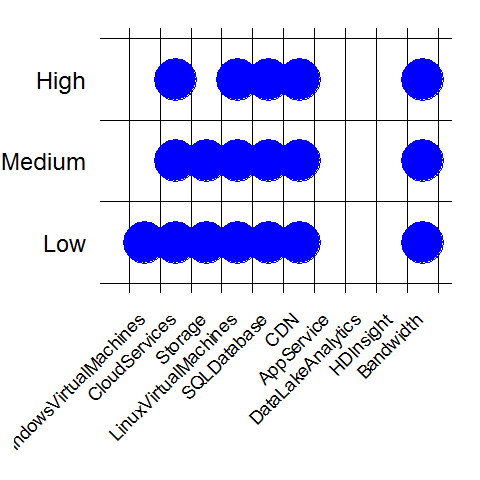 High
Medium
Low
ndowsVirtualMachines
CloudServices
Storage
LinuxVirtualMachines
SQLDatabase
CDN
AppService
DataLakeAnalytics
HDInsight
Bandwidth